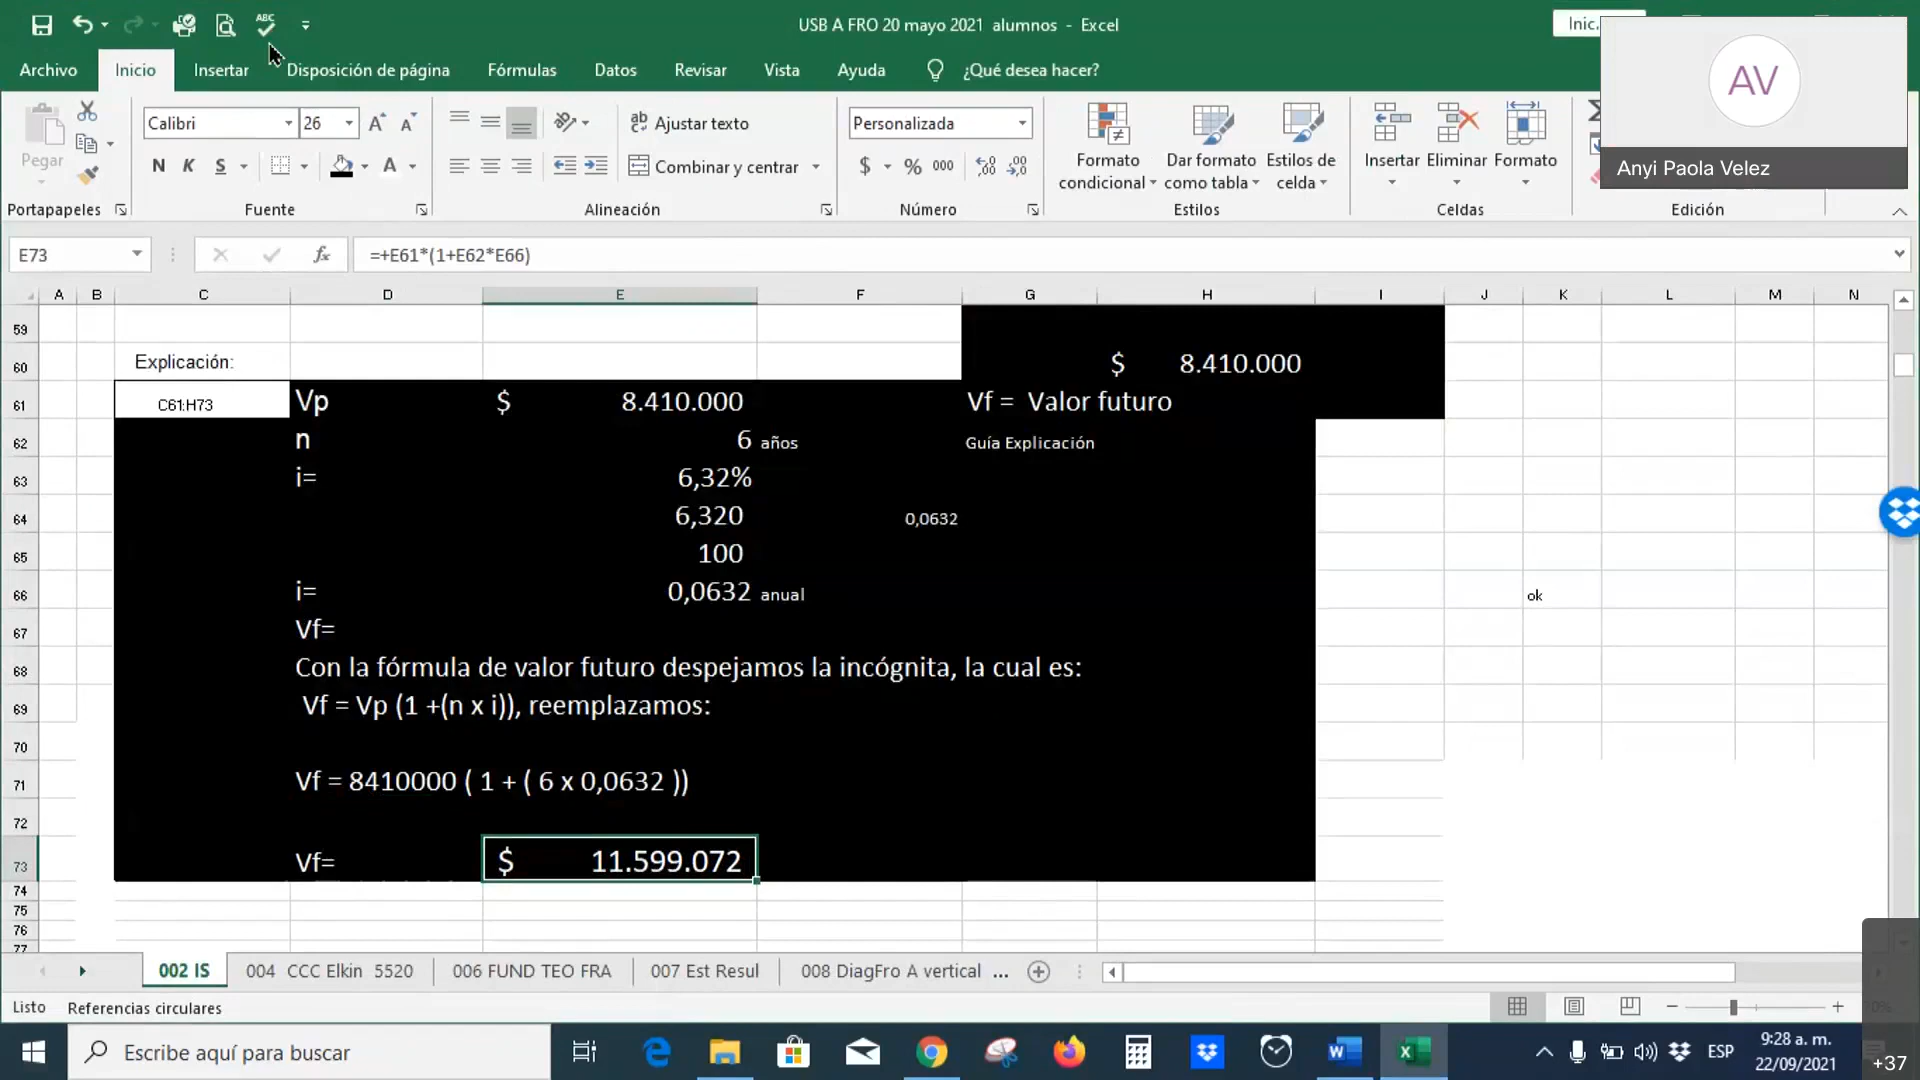 USB A FRO 20 mayo 2021 alumnos - Excel
Inic.
Archivo Inicio Insertar Disposición de página Fórmulas Datos Revisar Vista Ayuda ¿Qué desea hacer?
AV
Anyi Paola Velez
Pegar
Calibri 26
N K S
Ajustar texto
Combinar y centrar
Personalizada
$ % 000
Formato condicional
Dar formato como tabla
Estilos de celda
Insertar Eliminar Formato
Portapapeles Fuente Alineación Número Estilos Celdas Edición
E73 fx =+E61*(1+E62*E66)
A B C D E F G H I J K L M N
59
60 Explicación: $ 8.410.000
61 C61:H73 Vp $ 8.410.000 Vf = Valor futuro
62 n 6 años Guía Explicación
63 i= 6,32%
64 6,320 0,0632
65 100
66 i= 0,0632 anual ok
67 Vf=
68 Con la fórmula de valor futuro despejamos la incógnita, la cual es:
69 Vf = Vp (1 +(n x i)), reemplazamos:
70
71 Vf = 8410000 ( 1 + ( 6 x 0,0632 ))
72
73 Vf= $ 11.599.072
74
75
76
77
002 IS 004 CCC Elkin 5520 006 FUND TEO FRA 007 Est Resul 008 DiagFro A vertical ...
Listo Referencias circulares
Escribe aquí para buscar
ESP
9:28 a. m.
22/09/2021
+37